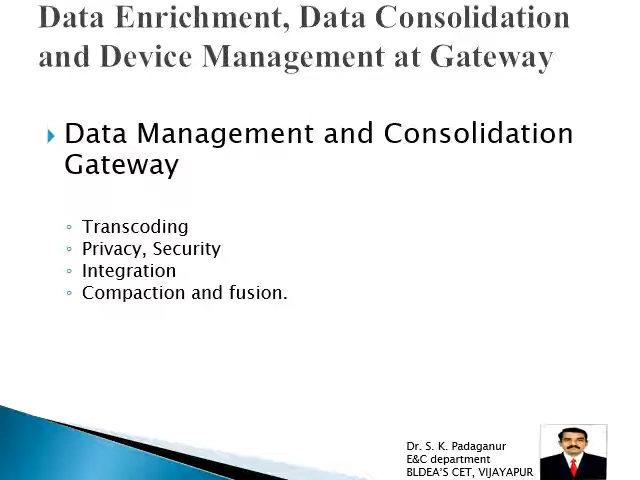 Data Enrichment, Data Consolidation
and Device Management at Gateway
Data Management and Consolidation
Gateway
Transcoding
Privacy, Security
Integration
Compaction and fusion.
Dr. S. K. Padaganur
E&C department
BLDEA'S CET, VIJAYAPUR